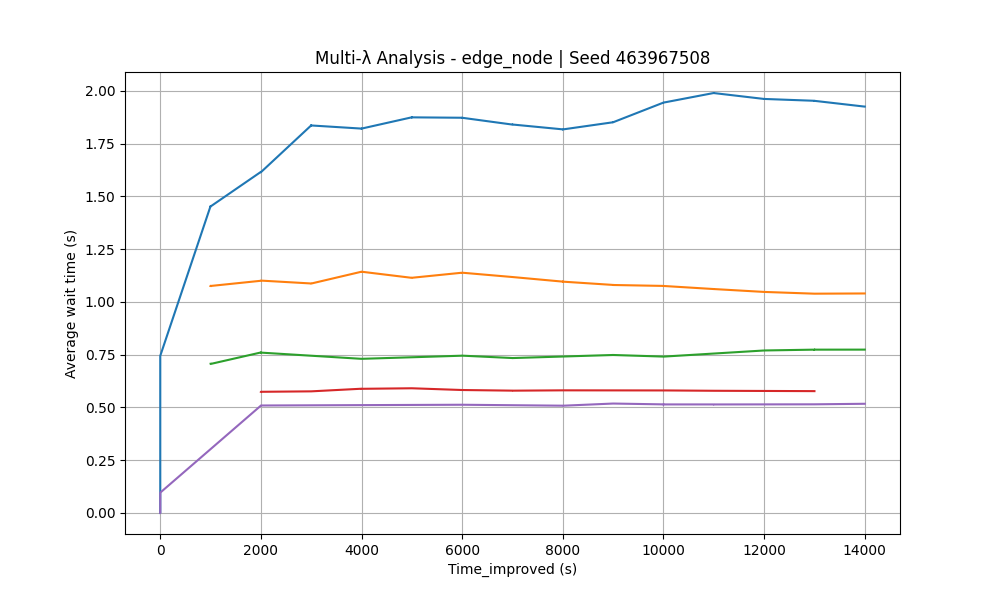 Multi-λ Analysis - edge_node | Seed 463967508
Average wait time (s)
2.00
1.75
1.50
1.25
1.00
0.75
0.50
0.25
0.00
0 2000 4000 6000 8000 10000 12000 14000
Time_improved (s)